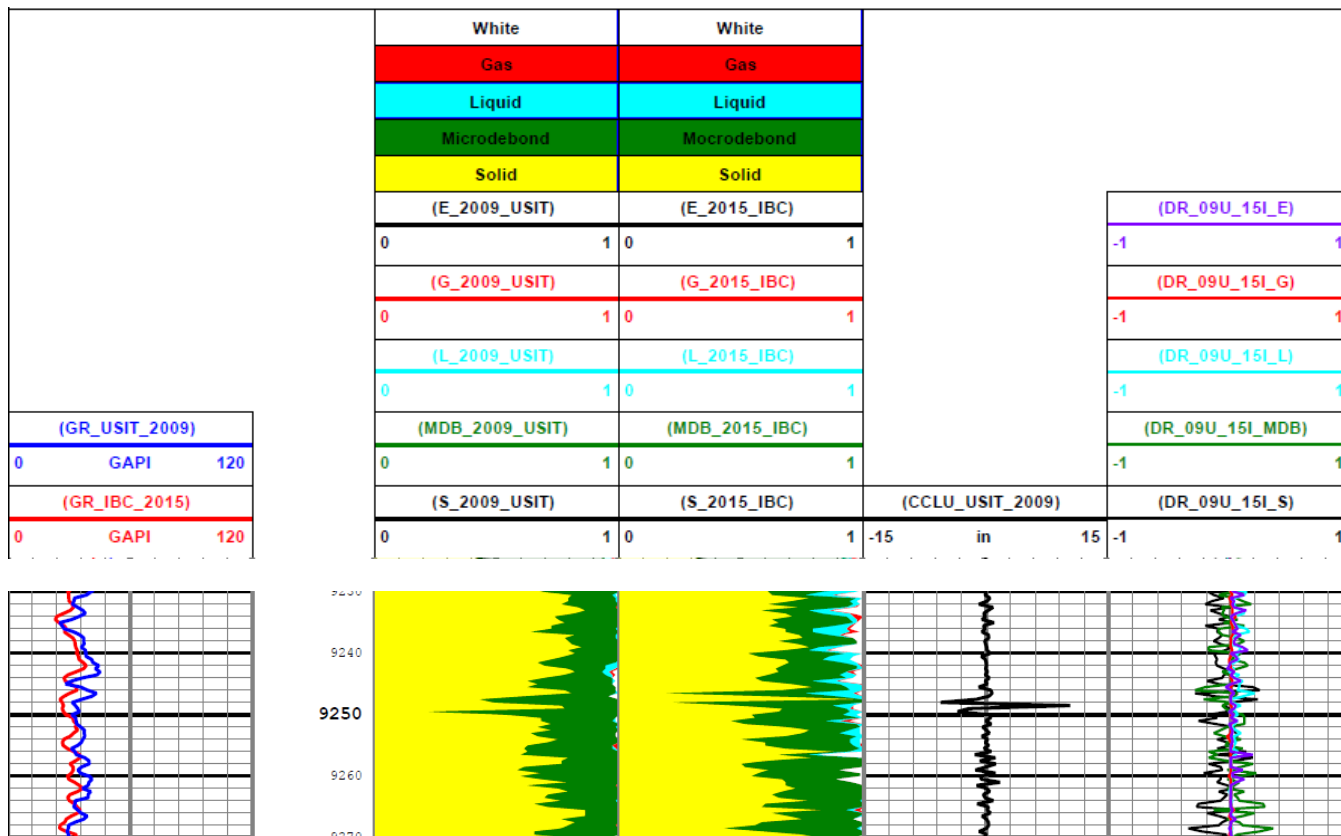 White White
Gas Gas
Liquid Liquid
Microdebond Mocrodebond
Solid Solid
(E_2009_USIT) (E_2015_IBC) (DR_09U_15I_E)
0 1 0 1 -1 1
(G_2009_USIT) (G_2015_IBC) (DR_09U_15I_G)
0 1 0 1 -1 1
(L_2009_USIT) (L_2015_IBC) (DR_09U_15I_L)
0 1 0 1 -1 1
(GR_USIT_2009) (MDB_2009_USIT) (MDB_2015_IBC) (DR_09U_15I_MDB)
0 GAPI 120 0 1 0 1 -1 1
(GR_IBC_2015) (S_2009_USIT) (S_2015_IBC) (CCLU_USIT_2009) (DR_09U_15I_S)
0 GAPI 120 0 1 0 1 -15 in 15 -1 1
9240
9250
9260